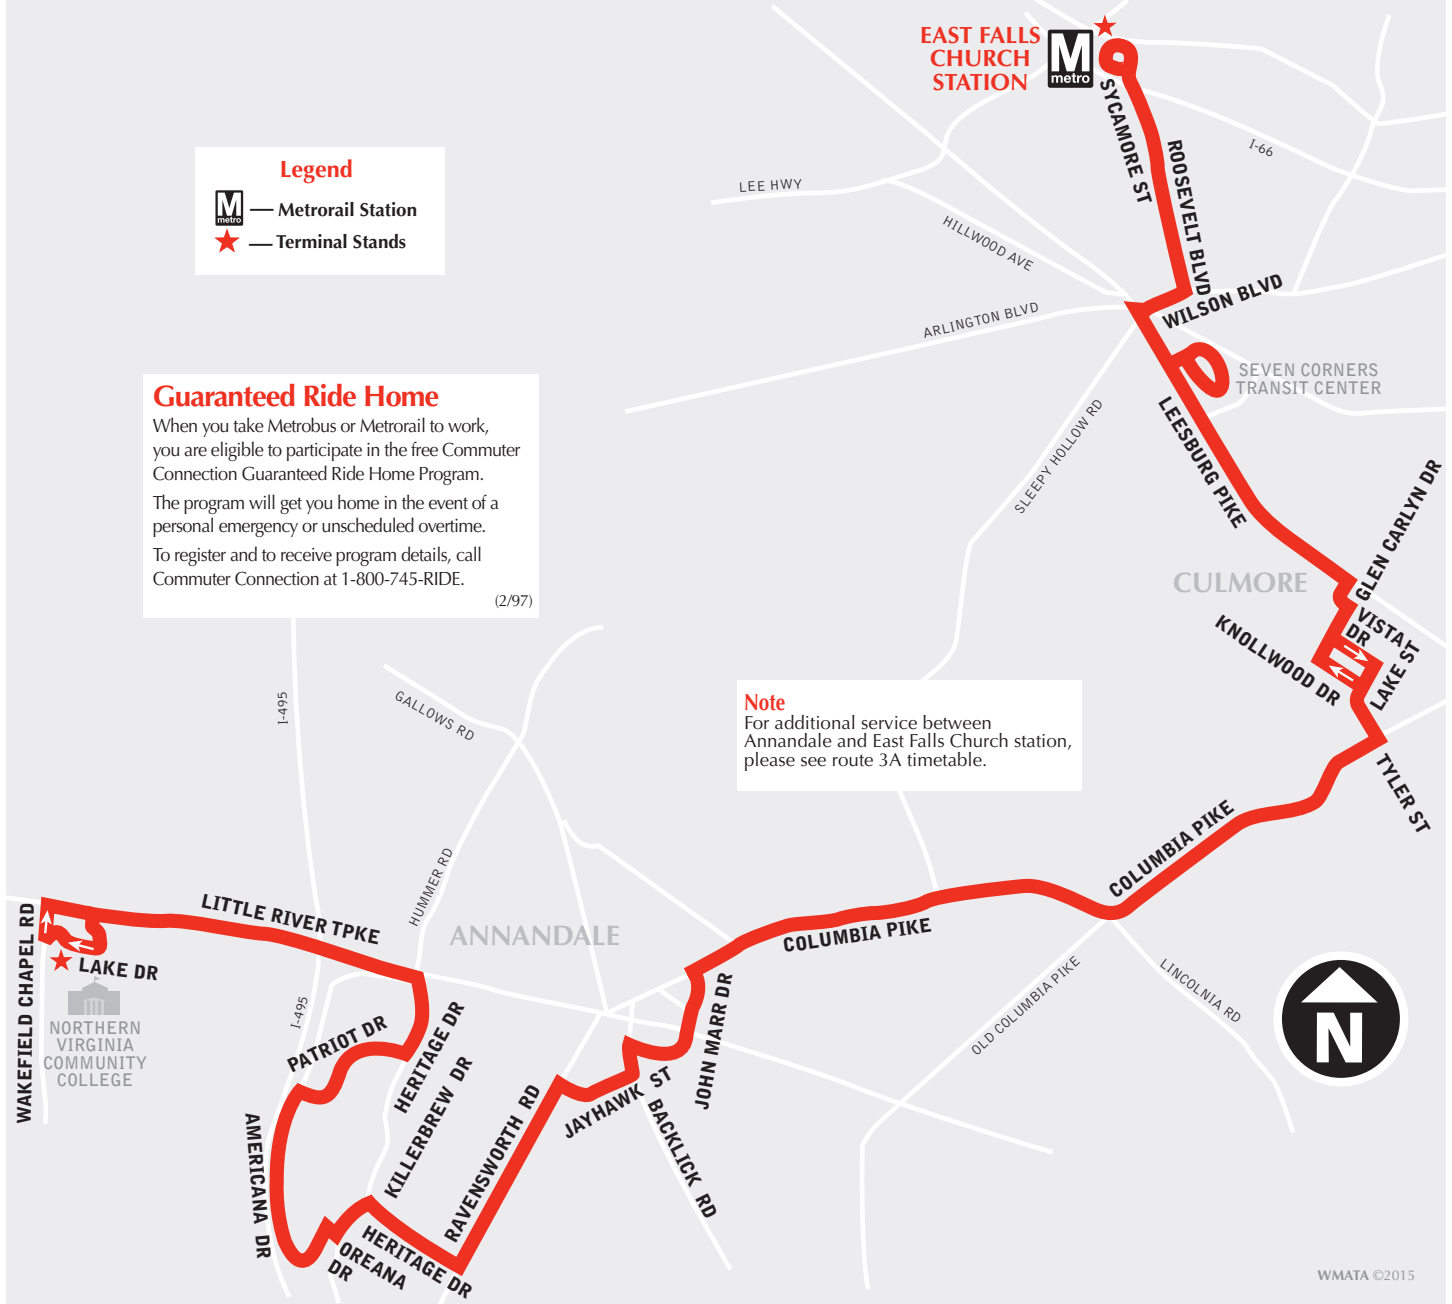 EAST FALLS
CHURCH
STATION
M
metro
SYCAMORE ST
ROOSEVELT BLVD
I-66
Legend
M
metro
— Metrorail Station
— Terminal Stands
LEE HWY
HILLWOOD AVE
WILSON BLVD
ARLINGTON BLVD
SEVEN CORNERS
TRANSIT CENTER
Guaranteed Ride Home
When you take Metrobus or Metrorail to work,
you are eligible to participate in the free Commuter
Connection Guaranteed Ride Home Program.
The program will get you home in the event of a
personal emergency or unscheduled overtime.
To register and to receive program details, call
Commuter Connection at 1-800-745-RIDE.
(2/97)
SLEEPY HOLLOW RD
LEESBURG PIKE
GLEN CARLYN DR
CULMORE
VISTA
DR
KNOLLWOOD DR
LAKE ST
I-495
GALLOWS RD
Note
For additional service between
Annandale and East Falls Church station,
please see route 3A timetable.
TYLER ST
COLUMBIA PIKE
HUMMER RD
LITTLE RIVER TPKE
ANNANDALE
COLUMBIA PIKE
WAKEFIELD CHAPEL RD
LAKE DR
NORTHERN
VIRGINIA
COMMUNITY
COLLEGE
I-495
PATRIOT DR
HERITAGE DR
KILLERBREW DR
JOHN MARR DR
OLD COLUMBIA PIKE
LINCOLNIA RD
N
JAYHAWK ST
BACKLICK RD
RAVENSWORTH RD
AMERICANA DR
HERITAGE DR
OREANA
DR
WMATA ©2015